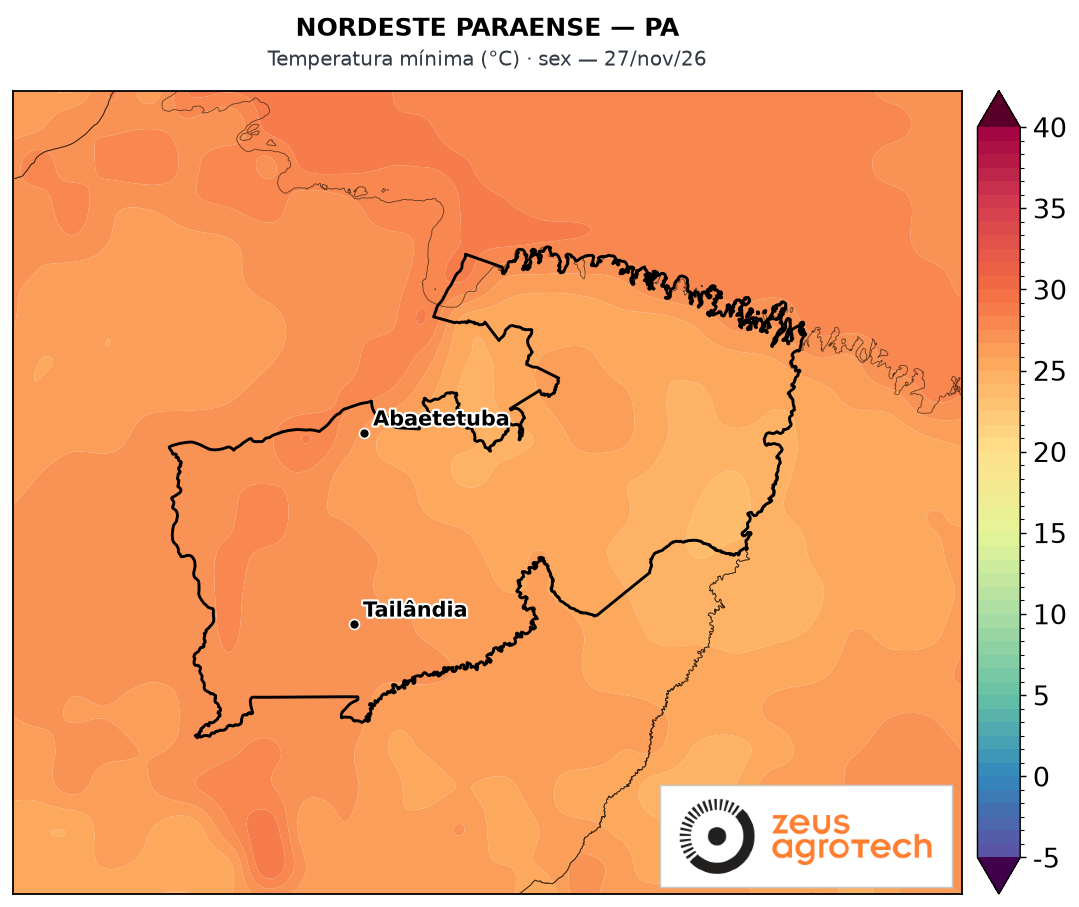 NORDESTE PARAENSE — PA
Temperatura mínima (°C) · sex — 27/nov/26
40
35
30
25
20
15
10
5
0
-5
Abaetetuba
Tailândia
zeus
agrotech